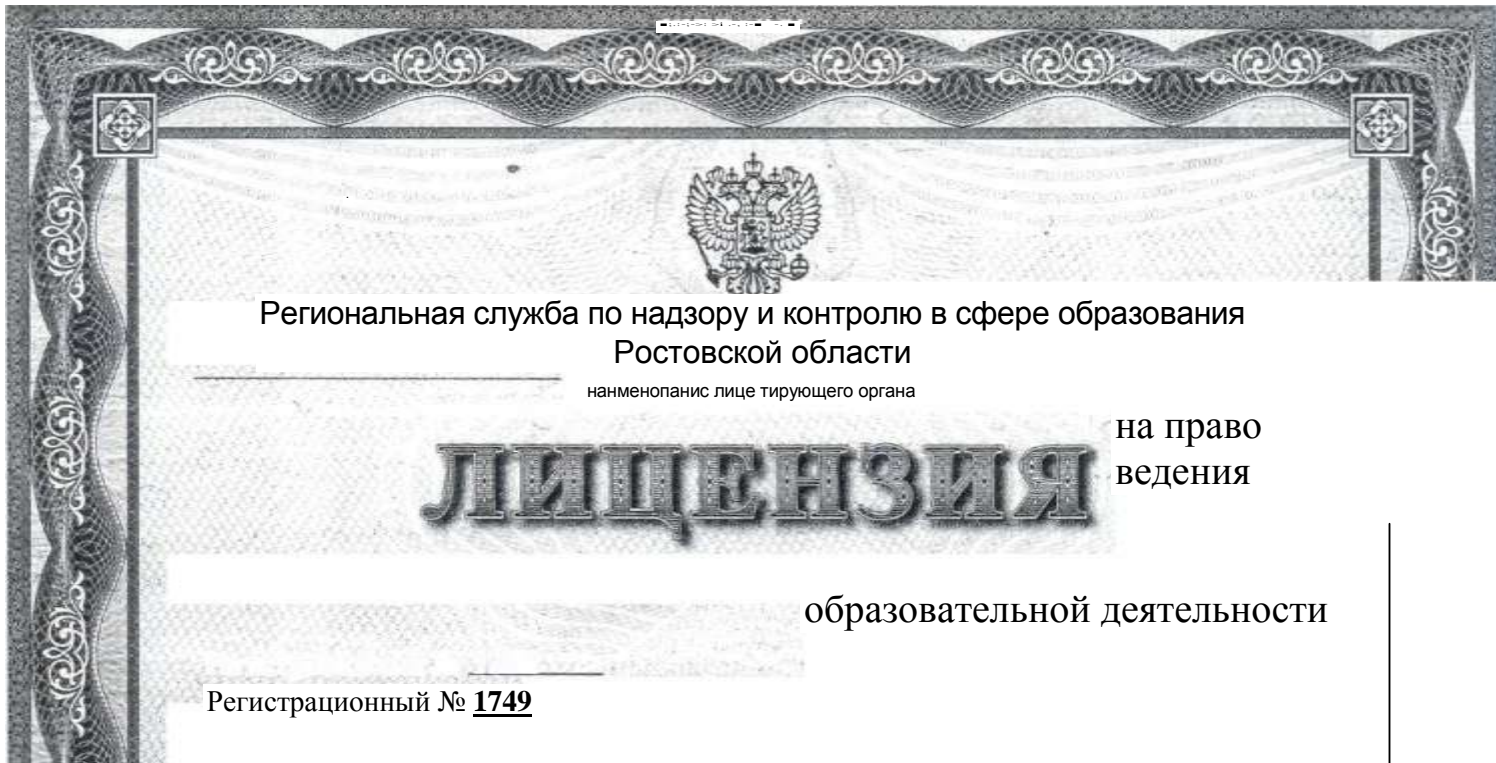 Региональная служба по надзору и контролю в сфере образования
Ростовской области
нанменопанис лице тирующего органа
ЛИЦЕНЗИЯ
на право
ведения
образовательной деятельности
Регистрационный № 1749